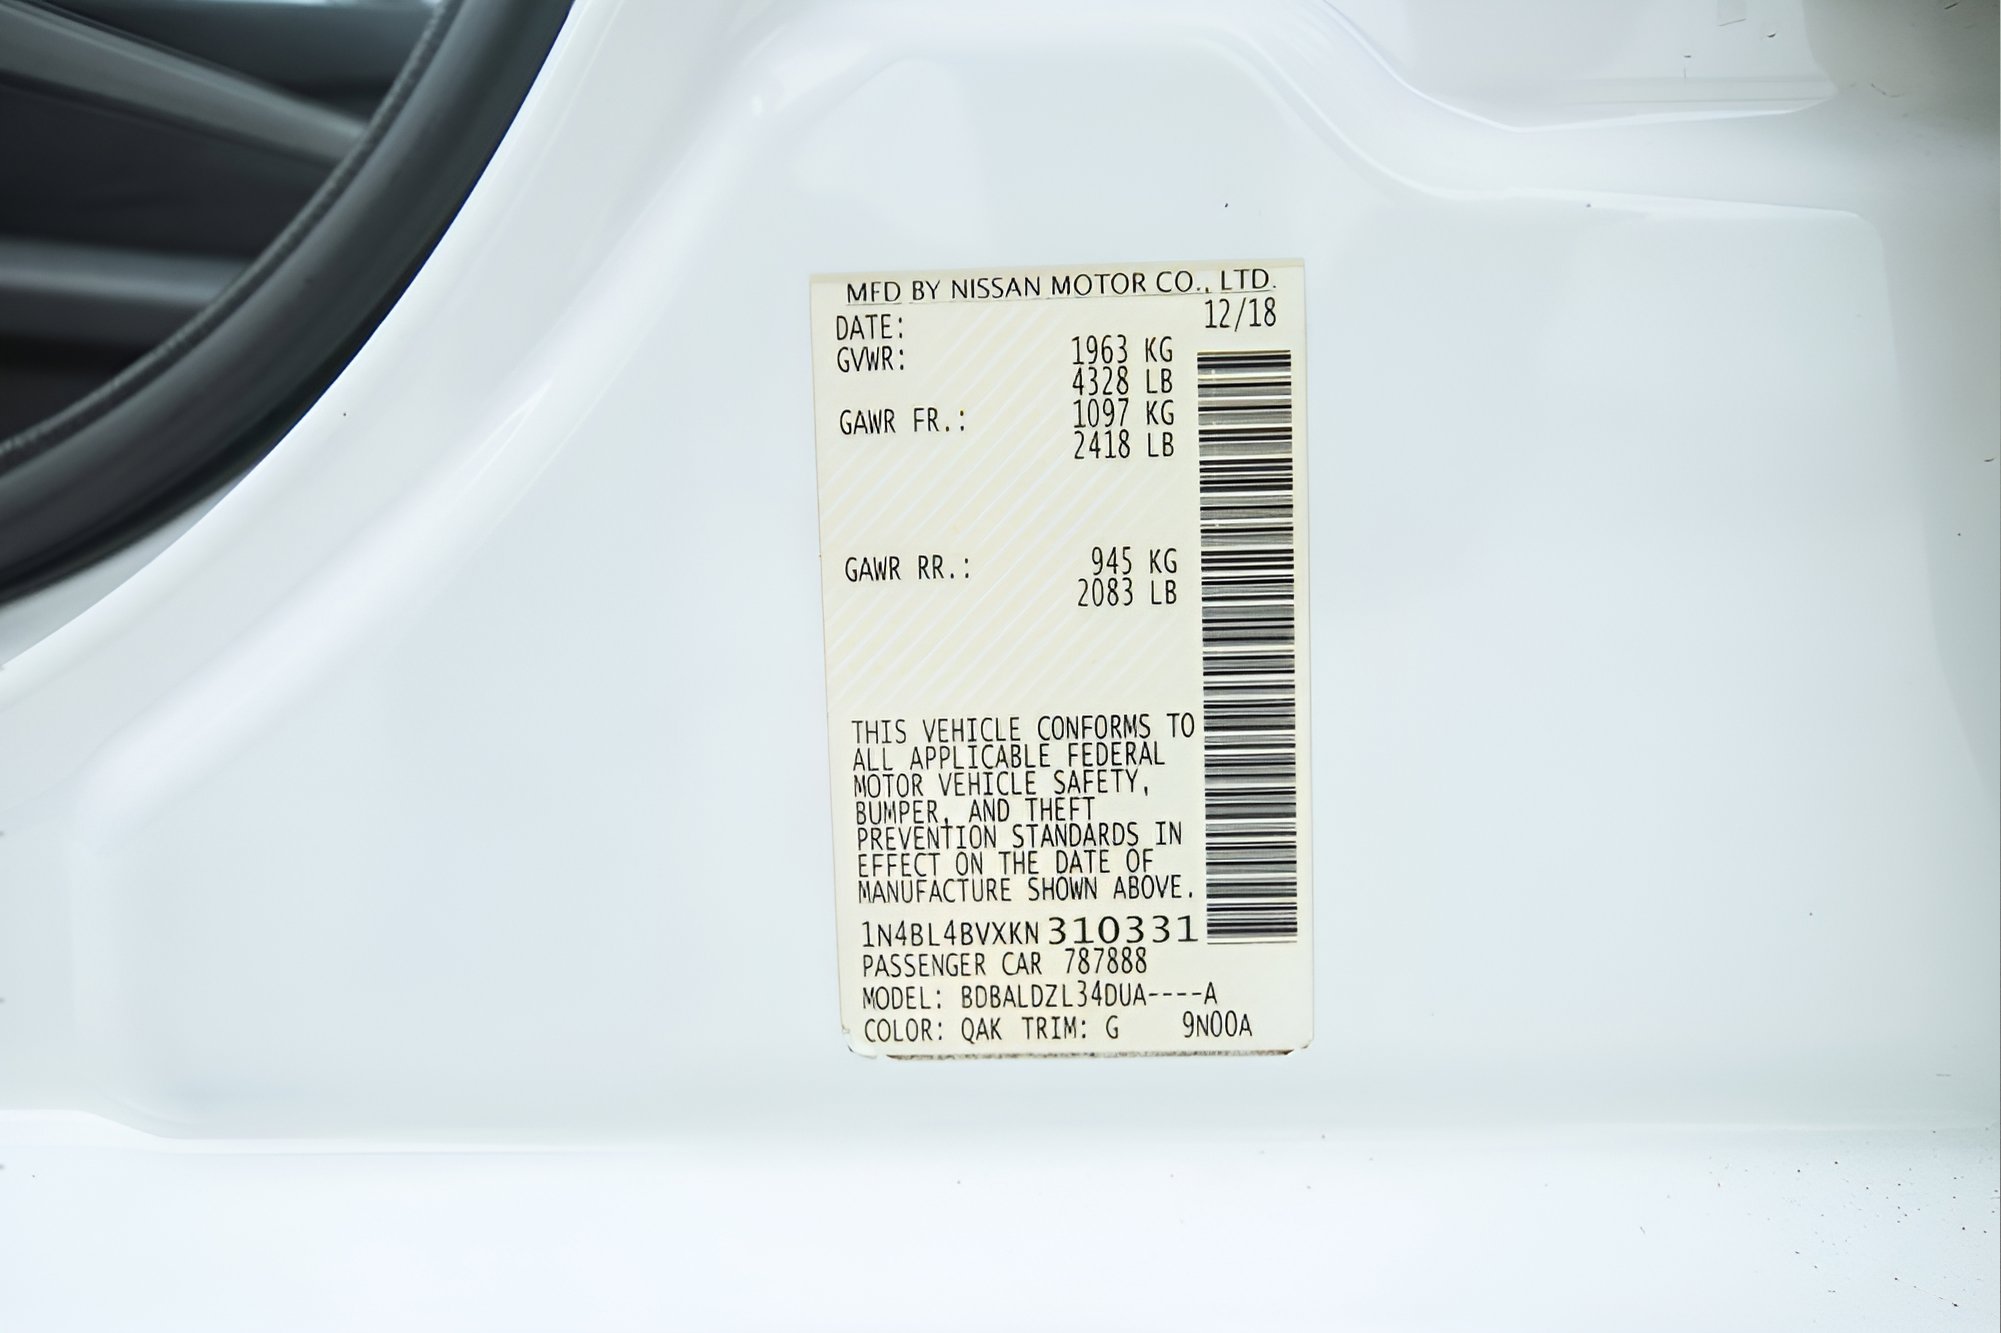 MFD BY NISSAN MOTOR CO., LTD.
DATE: 12/18
GVWR: 1963 KG
4328 LB
GAWR FR.: 1097 KG
2418 LB
GAWR RR.: 945 KG
2083 LB
THIS VEHICLE CONFORMS TO
ALL APPLICABLE FEDERAL
MOTOR VEHICLE SAFETY,
BUMPER, AND THEFT
PREVENTION STANDARDS IN
EFFECT ON THE DATE OF
MANUFACTURE SHOWN ABOVE.
1N4BL4BVXKN310331
PASSENGER CAR 787888
MODEL: BDBALDZL34DUA----A
COLOR: QAK TRIM: G 9N00A